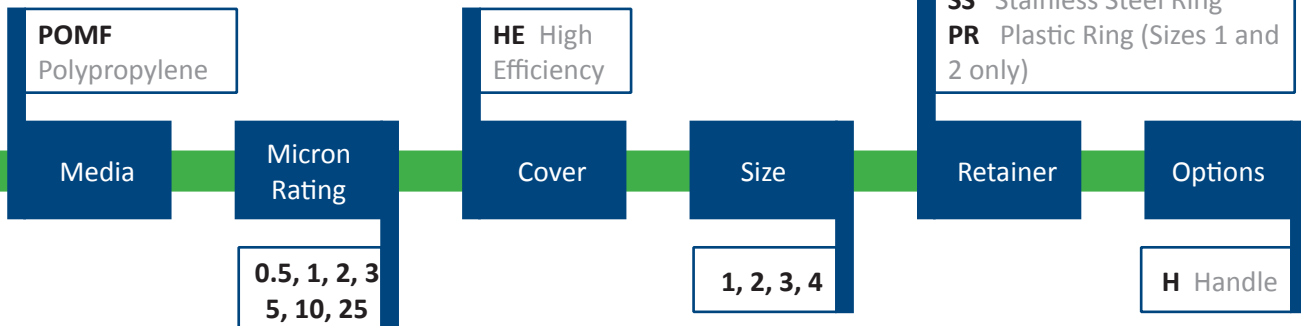 POMF
Polypropylene
HE High
Efficiency
SS Stainless Steel Ring
PR Plastic Ring (Sizes 1 and
2 only)
Media
Micron
Rating
Cover
Size
Retainer
Options
0.5, 1, 2, 3
5, 10, 25
1, 2, 3, 4
H Handle